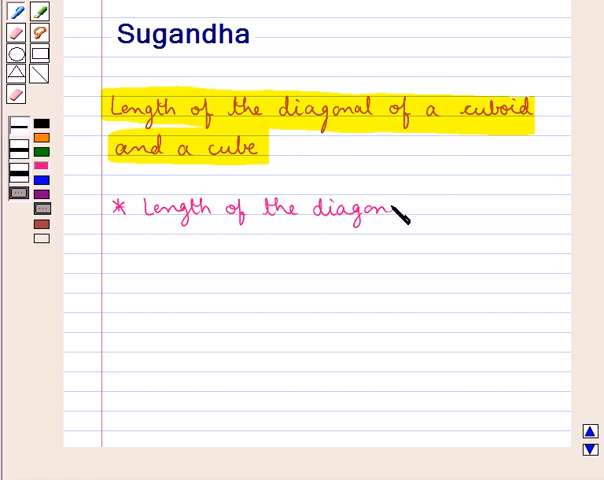 Sugandha
Length of the diagonal of a cuboid
and a cube
* Length of the diagon